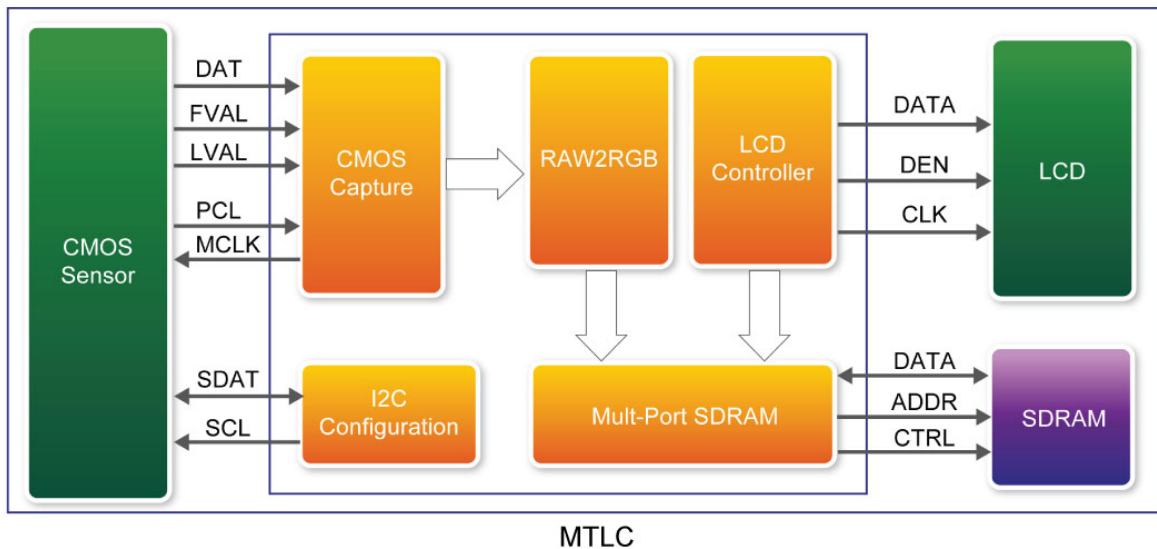 DAT
FVAL
LVAL
PCL
MCLK
SDAT
SCL
CMOS
Sensor
CMOS
Capture
RAW2RGB
LCD
Controller
I2C
Configuration
Mult-Port SDRAM
DATA
DEN
CLK
LCD
DATA
ADDR
CTRL
SDRAM
MTLC